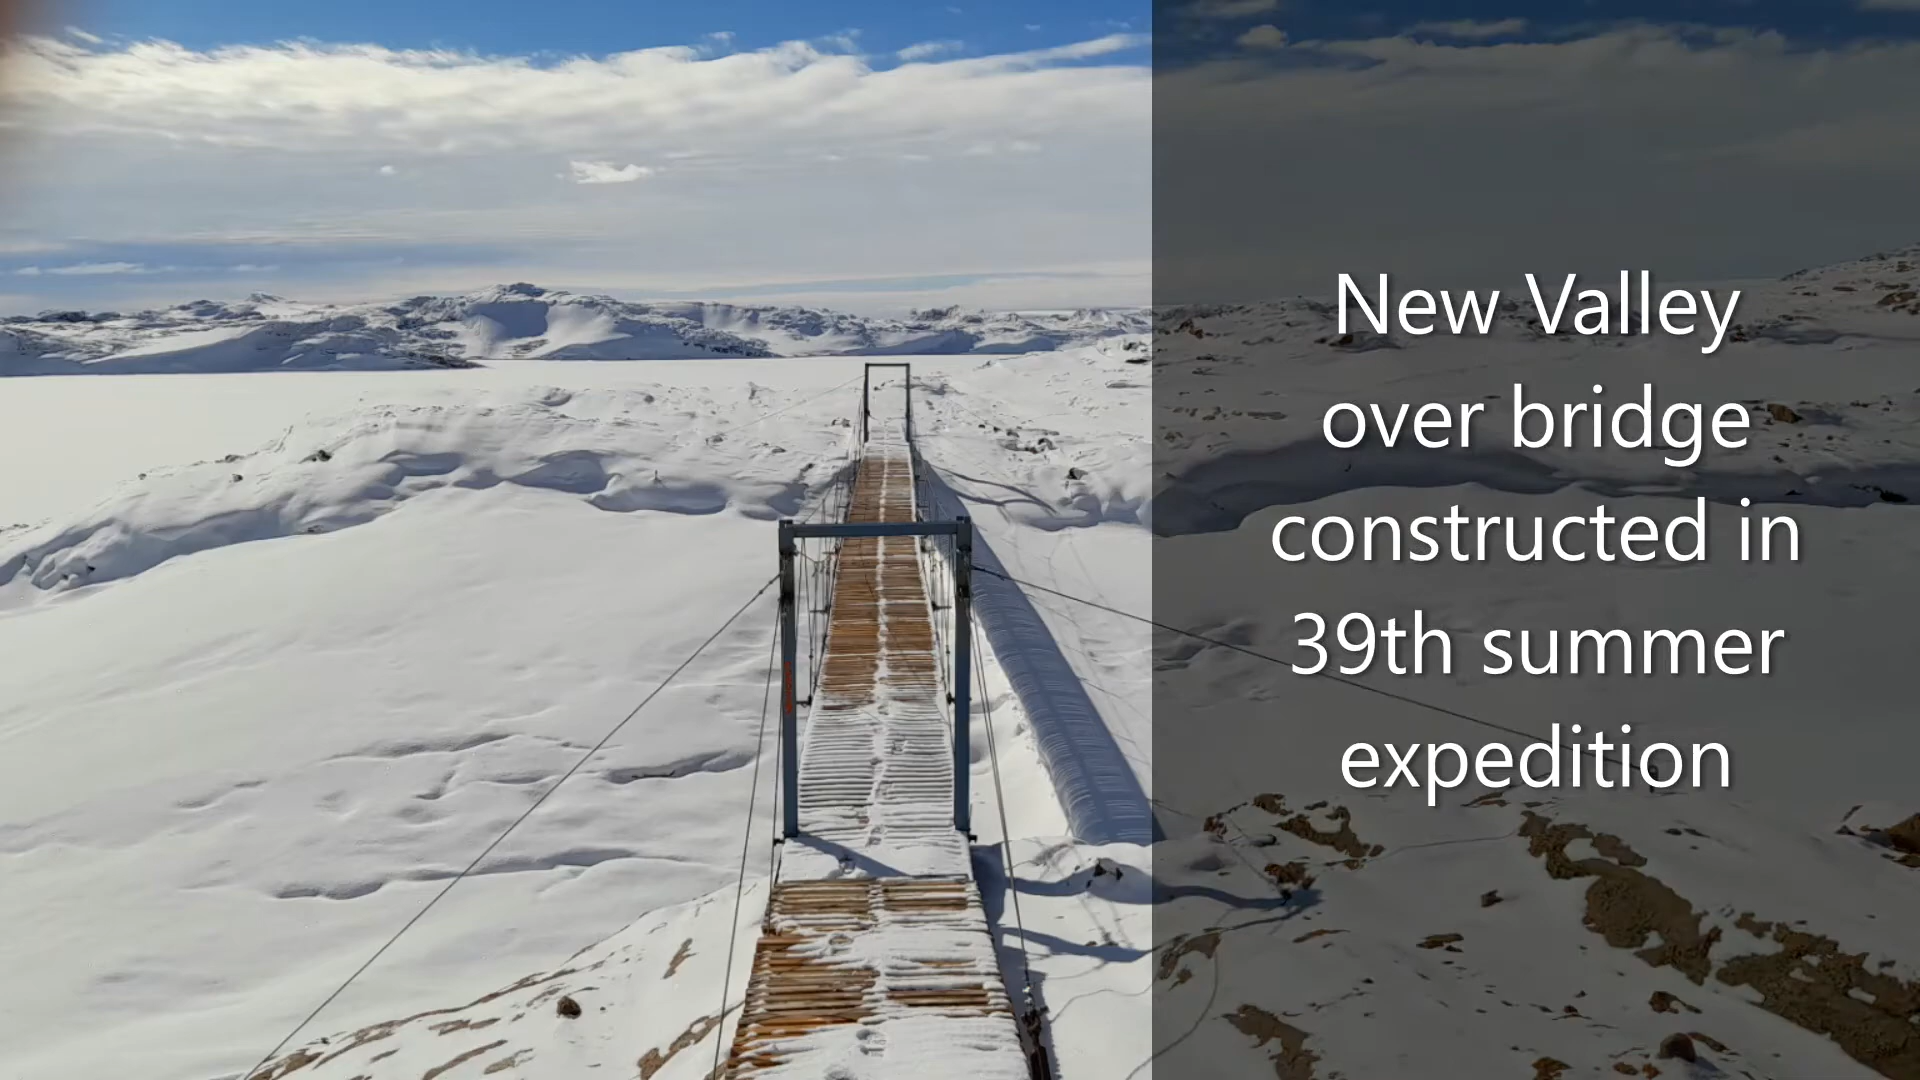 New Valley
over bridge
constructed in
39th summer
expedition